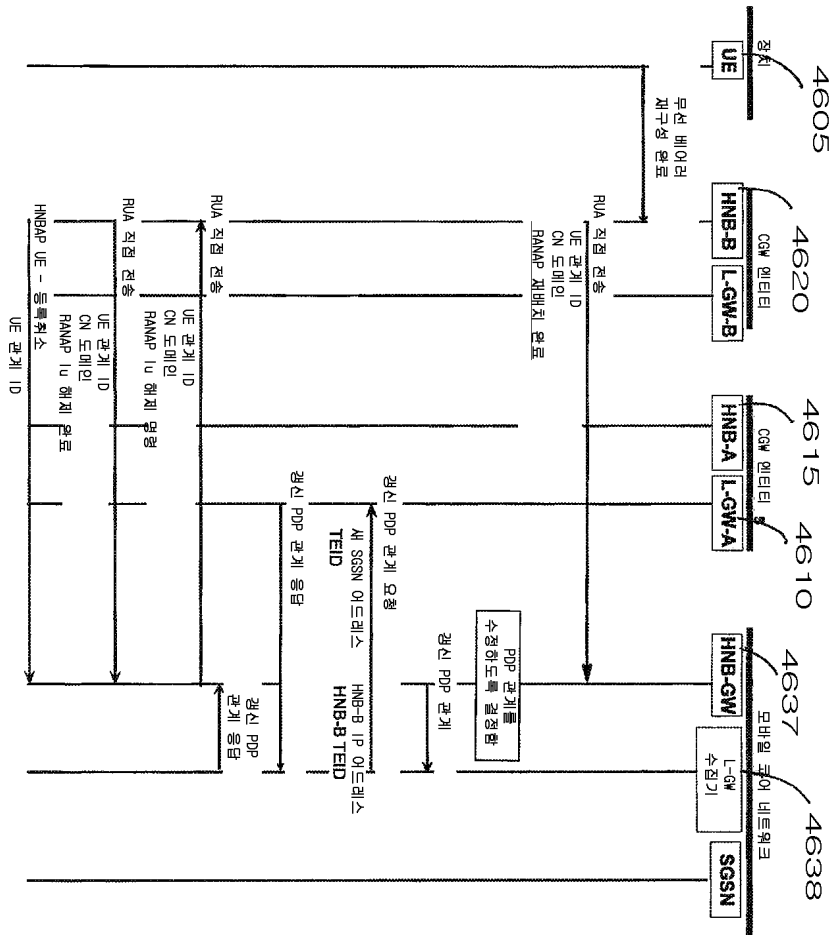 4605
4620
4615
4610
4637
4638
장치
CGW 엔티티
CGW 엔티티
모바일 코어 네트워크
UE
HNB-B
L-GW-B
HNB-A
L-GW-A
HNB-GW
L-GW
수집기
SGSN
무선 베어러
재구성 완료
RUA 직접 전송
UE 관계 ID
CN 도메인
RANAP 재배치 완료
PDP 관계를
수정하도록 결정함
갱신 PDP 관계
갱신 PDP 관계 요청
새 SGSN 어드레스
TEID
HNB-B IP 어드레스
HNB-B TEID
갱신 PDP 관계 응답
갱신 PDP
관계 응답
RUA 직접 전송
UE 관계 ID
CN 도메인
RANAP Iu 해제 명령
RUA 직접 전송
UE 관계 ID
CN 도메인
RANAP Iu 해제 완료
HNBAP UE - 등록취소
UE 관계 ID